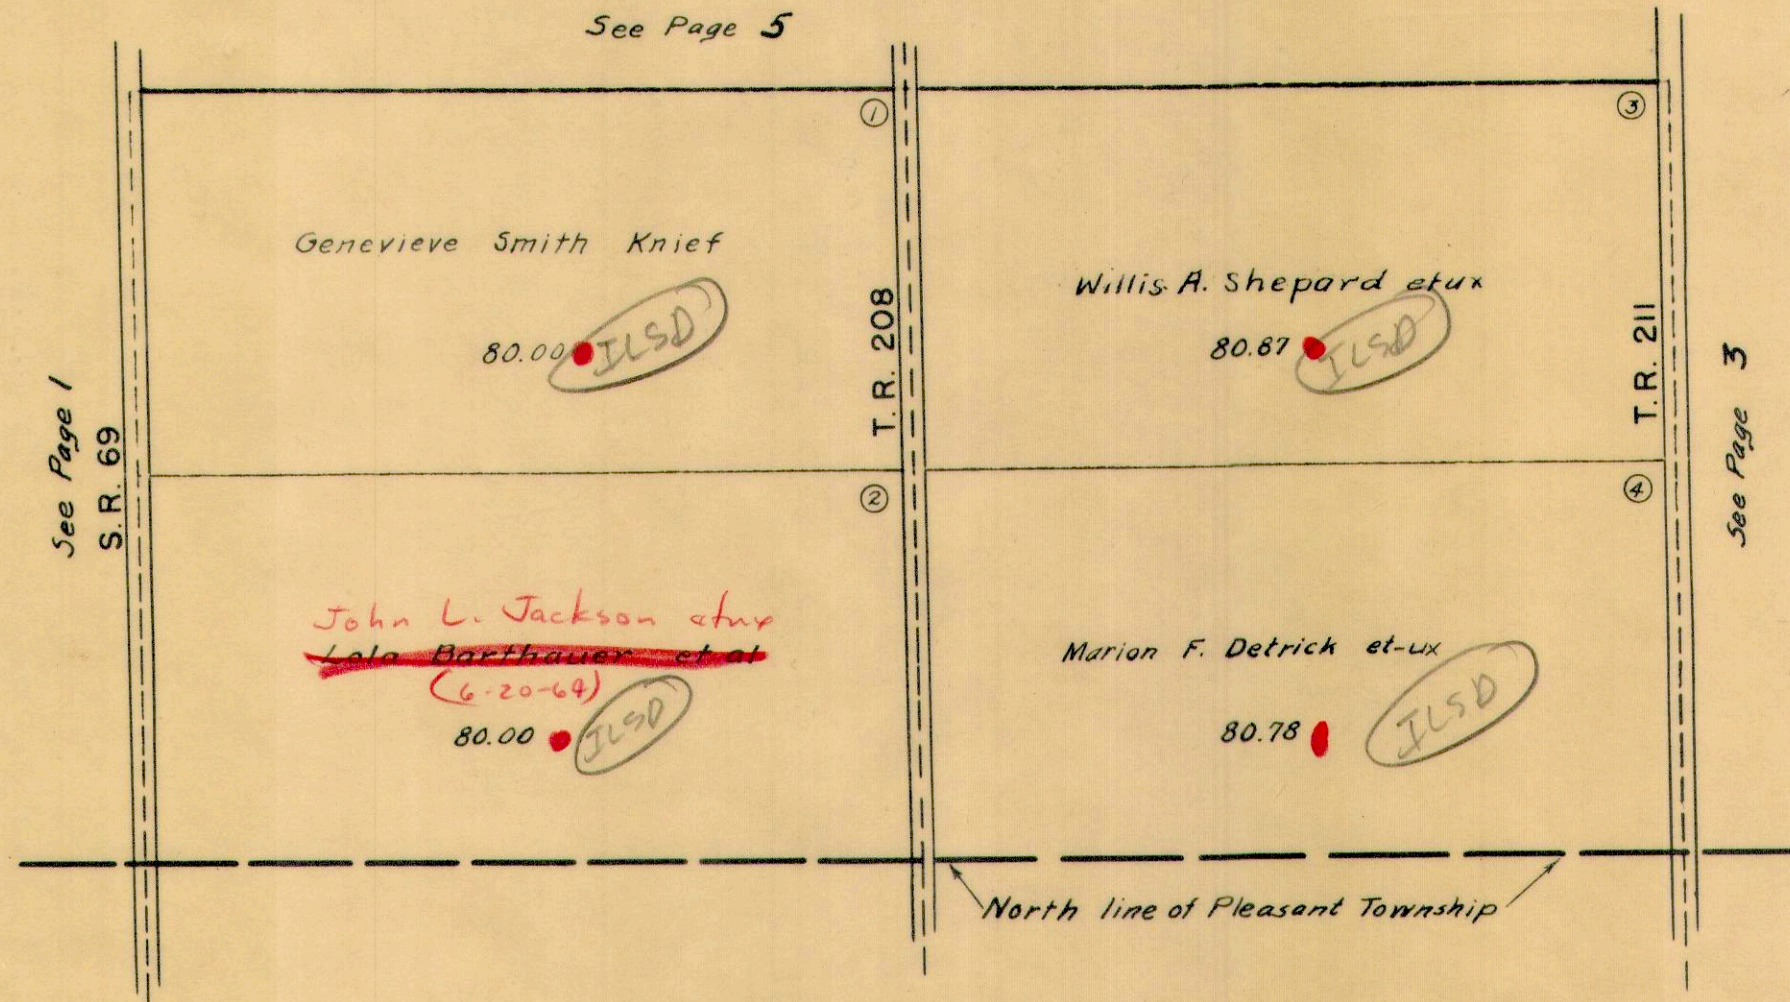 See Page 5
①
③
Genevieve Smith Knief
80.00 ILSD
T. R. 208
Willis A. Shepard etux
80.87 ILSD
T. R. 211
See Page 1
S. R. 69
See Page 3
②
④
John L. Jackson etux
Lola Barthauer et al
(6-20-64)
80.00 ILSD
Marion F. Detrick et-ux
80.78 ILSD
North line of Pleasant Township